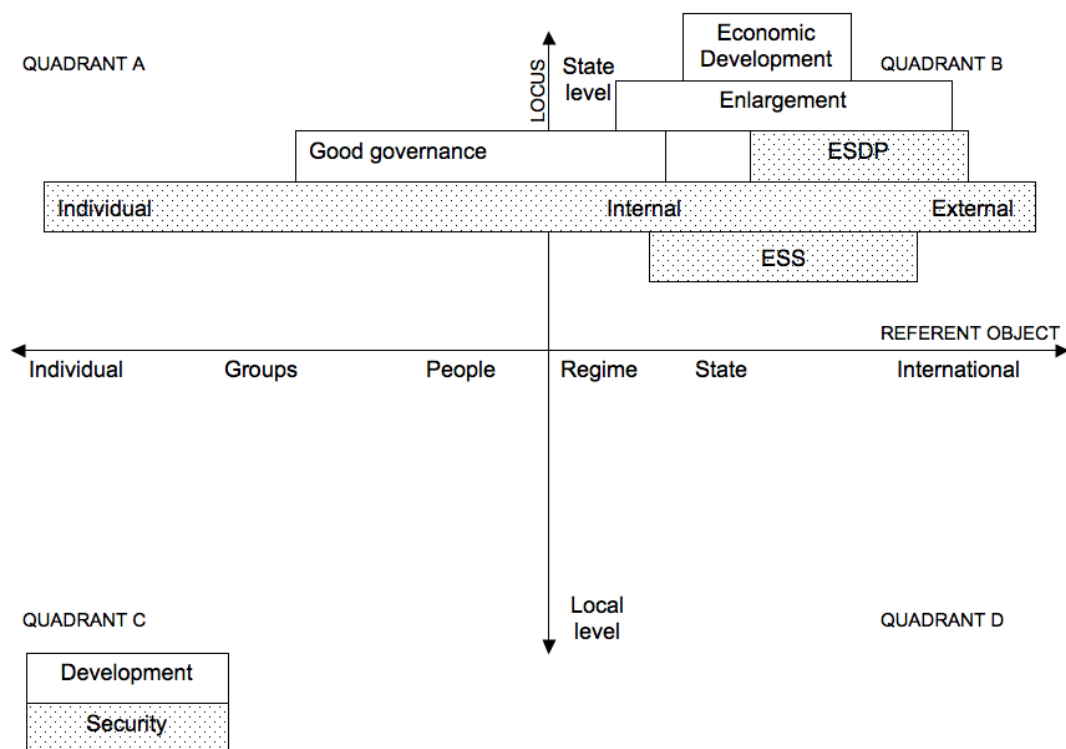 QUADRANT A
LOCUS
State
level
Economic
Development
QUADRANT B
Enlargement
Good governance
ESDP
Individual
Internal
External
ESS
REFERENT OBJECT
Individual
Groups
People
Regime
State
International
QUADRANT C
Local
level
QUADRANT D
Development
Security